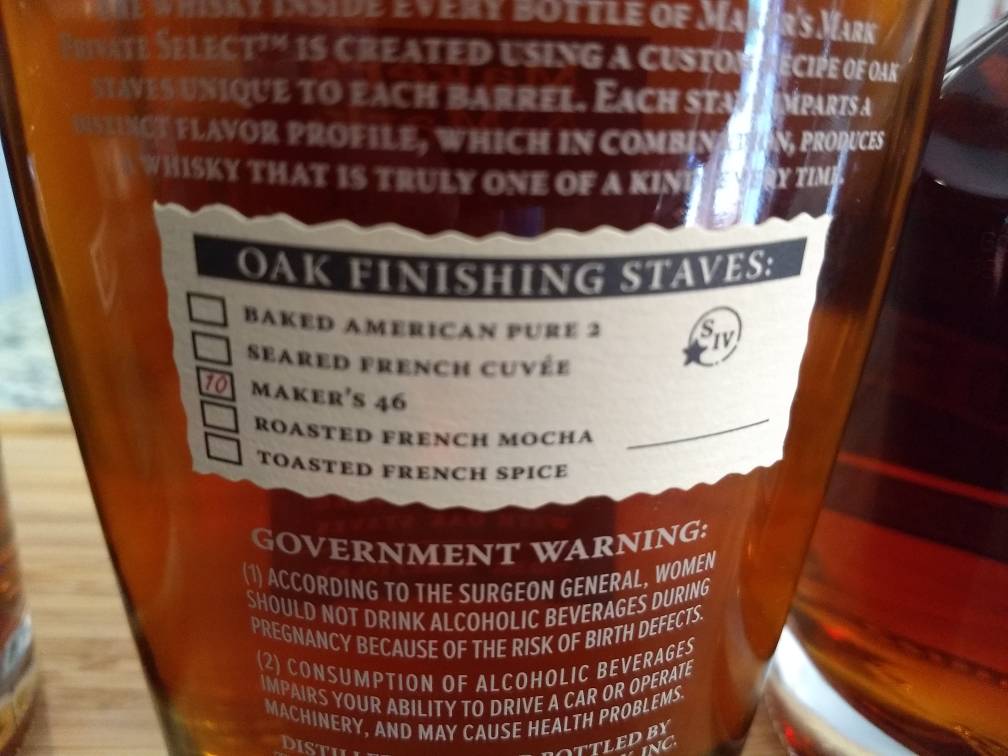 WHISKY INSIDE EVERY BOTTLE OF MAKER'S MARK
PRIVATE SELECT™ IS CREATED USING A CUSTOM RECIPE OF OAK
STAVES UNIQUE TO EACH BARREL. EACH STAVE IMPARTS A
DISTINCT FLAVOR PROFILE, WHICH IN COMBINATION, PRODUCES
A WHISKY THAT IS TRULY ONE OF A KIND EVERY TIME.
OAK FINISHING STAVES:
BAKED AMERICAN PURE 2
SEARED FRENCH CUVÉE
10 MAKER'S 46
ROASTED FRENCH MOCHA
TOASTED FRENCH SPICE
S IV
GOVERNMENT WARNING:
(1) ACCORDING TO THE SURGEON GENERAL, WOMEN
SHOULD NOT DRINK ALCOHOLIC BEVERAGES DURING
PREGNANCY BECAUSE OF THE RISK OF BIRTH DEFECTS.
(2) CONSUMPTION OF ALCOHOLIC BEVERAGES
IMPAIRS YOUR ABILITY TO DRIVE A CAR OR OPERATE
MACHINERY, AND MAY CAUSE HEALTH PROBLEMS.
BOTTLED BY
INC.